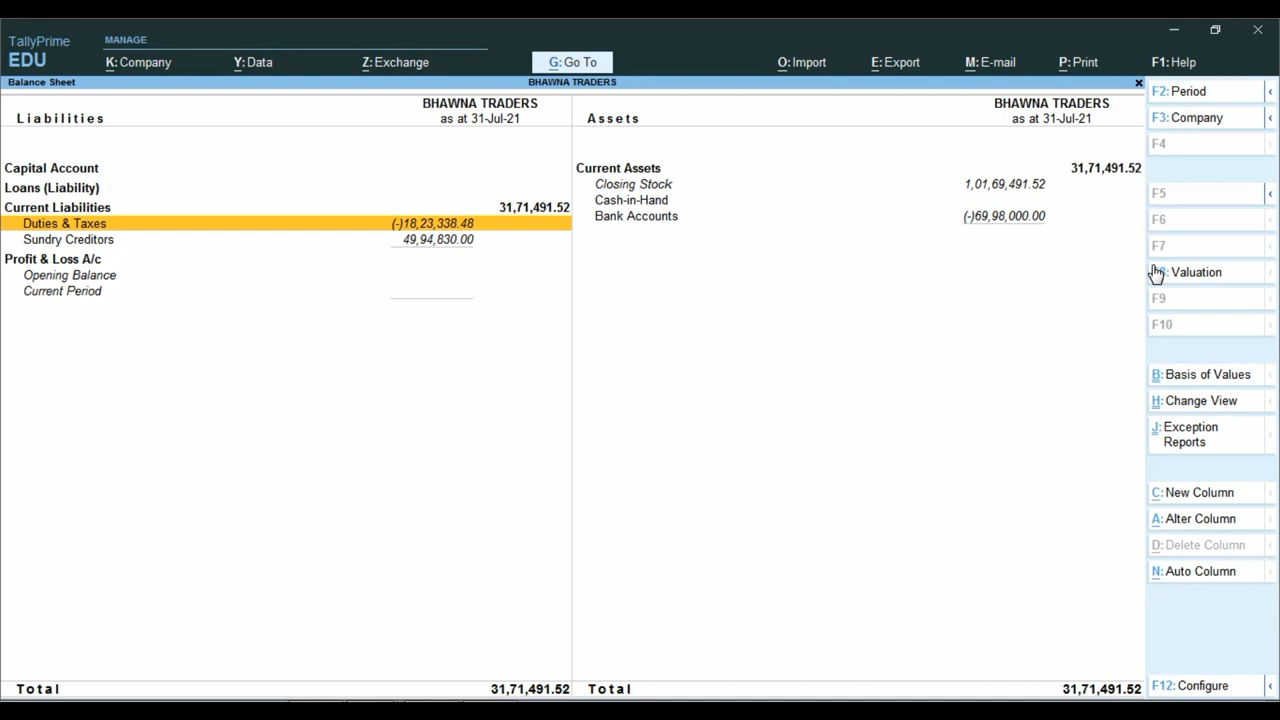 TallyPrime
EDU
MANAGE
K: Company
Y: Data
Z: Exchange
G: Go To
O: Import
E: Export
M: E-mail
P: Print
F1: Help
Balance Sheet
BHAWNA TRADERS
Liabilities
BHAWNA TRADERS
as at 31-Jul-21
Capital Account
Loans (Liability)
Current Liabilities 31,71,491.52
Duties & Taxes (-)18,23,338.48
Sundry Creditors 49,94,830.00
Profit & Loss A/c
Opening Balance
Current Period
Total 31,71,491.52
Assets
BHAWNA TRADERS
as at 31-Jul-21
Current Assets 31,71,491.52
Closing Stock 1,01,69,491.52
Cash-in-Hand
Bank Accounts (-)69,98,000.00
Total 31,71,491.52
F2: Period
F3: Company
F4
F5
F6
F7
: Valuation
F9
F10
B: Basis of Values
H: Change View
J: Exception
Reports
C: New Column
A: Alter Column
D: Delete Column
N: Auto Column
F12: Configure